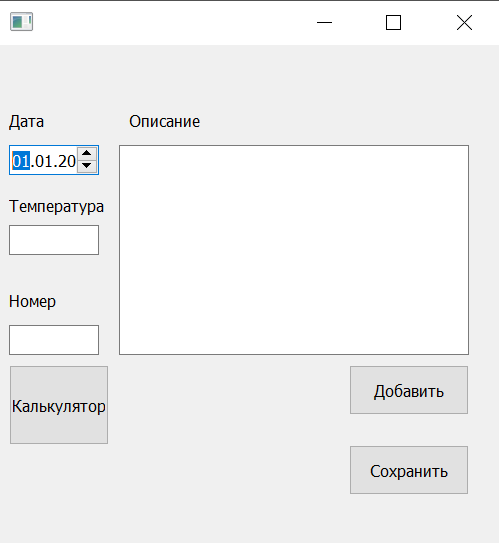 Дата
Описание
01.01.20
Температура
Номер
Калькулятор
Добавить
Сохранить